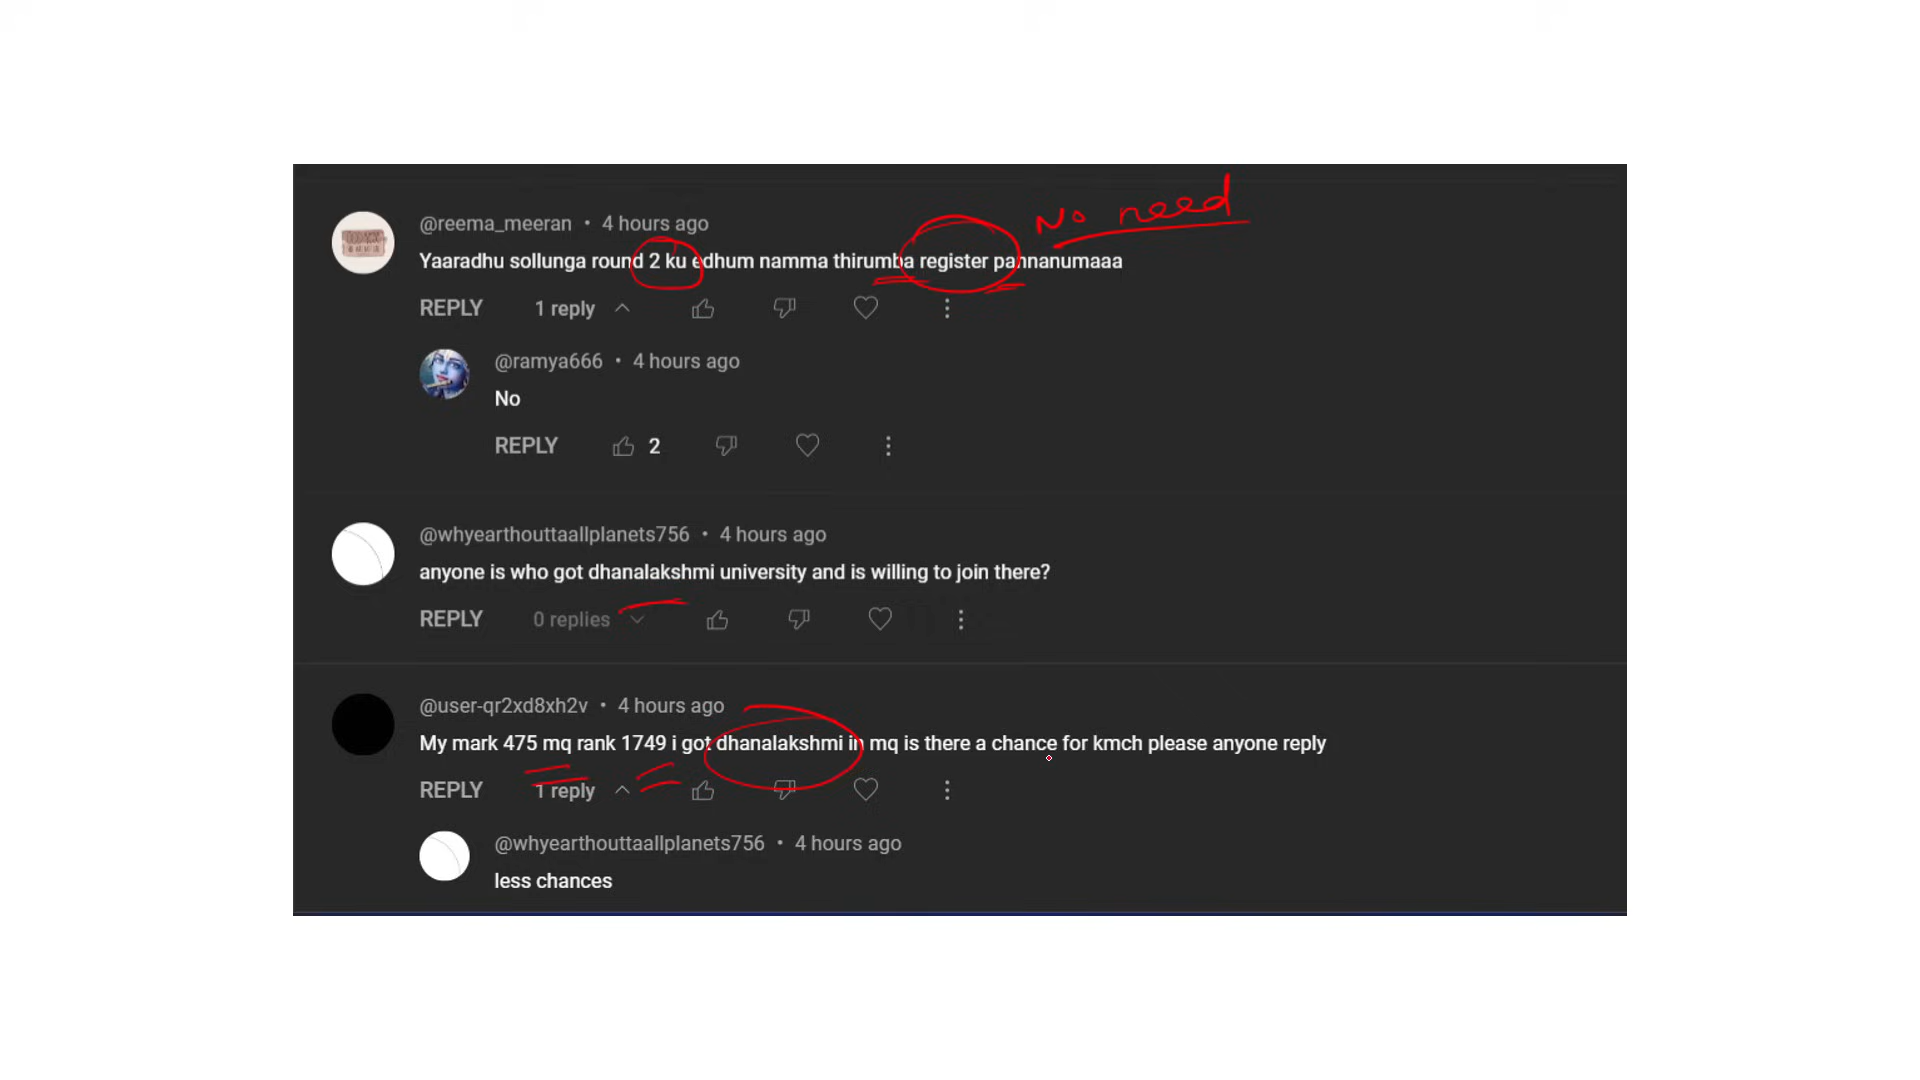 No need
@reema_meeran • 4 hours ago
Yaaradhu sollunga round 2 ku edhum namma thirumba register pannanumaaa
REPLY 1 reply
@ramya666 • 4 hours ago
No
REPLY 2
@whyearthouttaallplanets756 • 4 hours ago
anyone is who got dhanalakshmi university and is willing to join there?
REPLY 0 replies
@user-qr2xd8xh2v • 4 hours ago
My mark 475 mq rank 1749 i got dhanalakshmi in mq is there a chance for kmch please anyone reply
REPLY 1 reply
@whyearthouttaallplanets756 • 4 hours ago
less chances